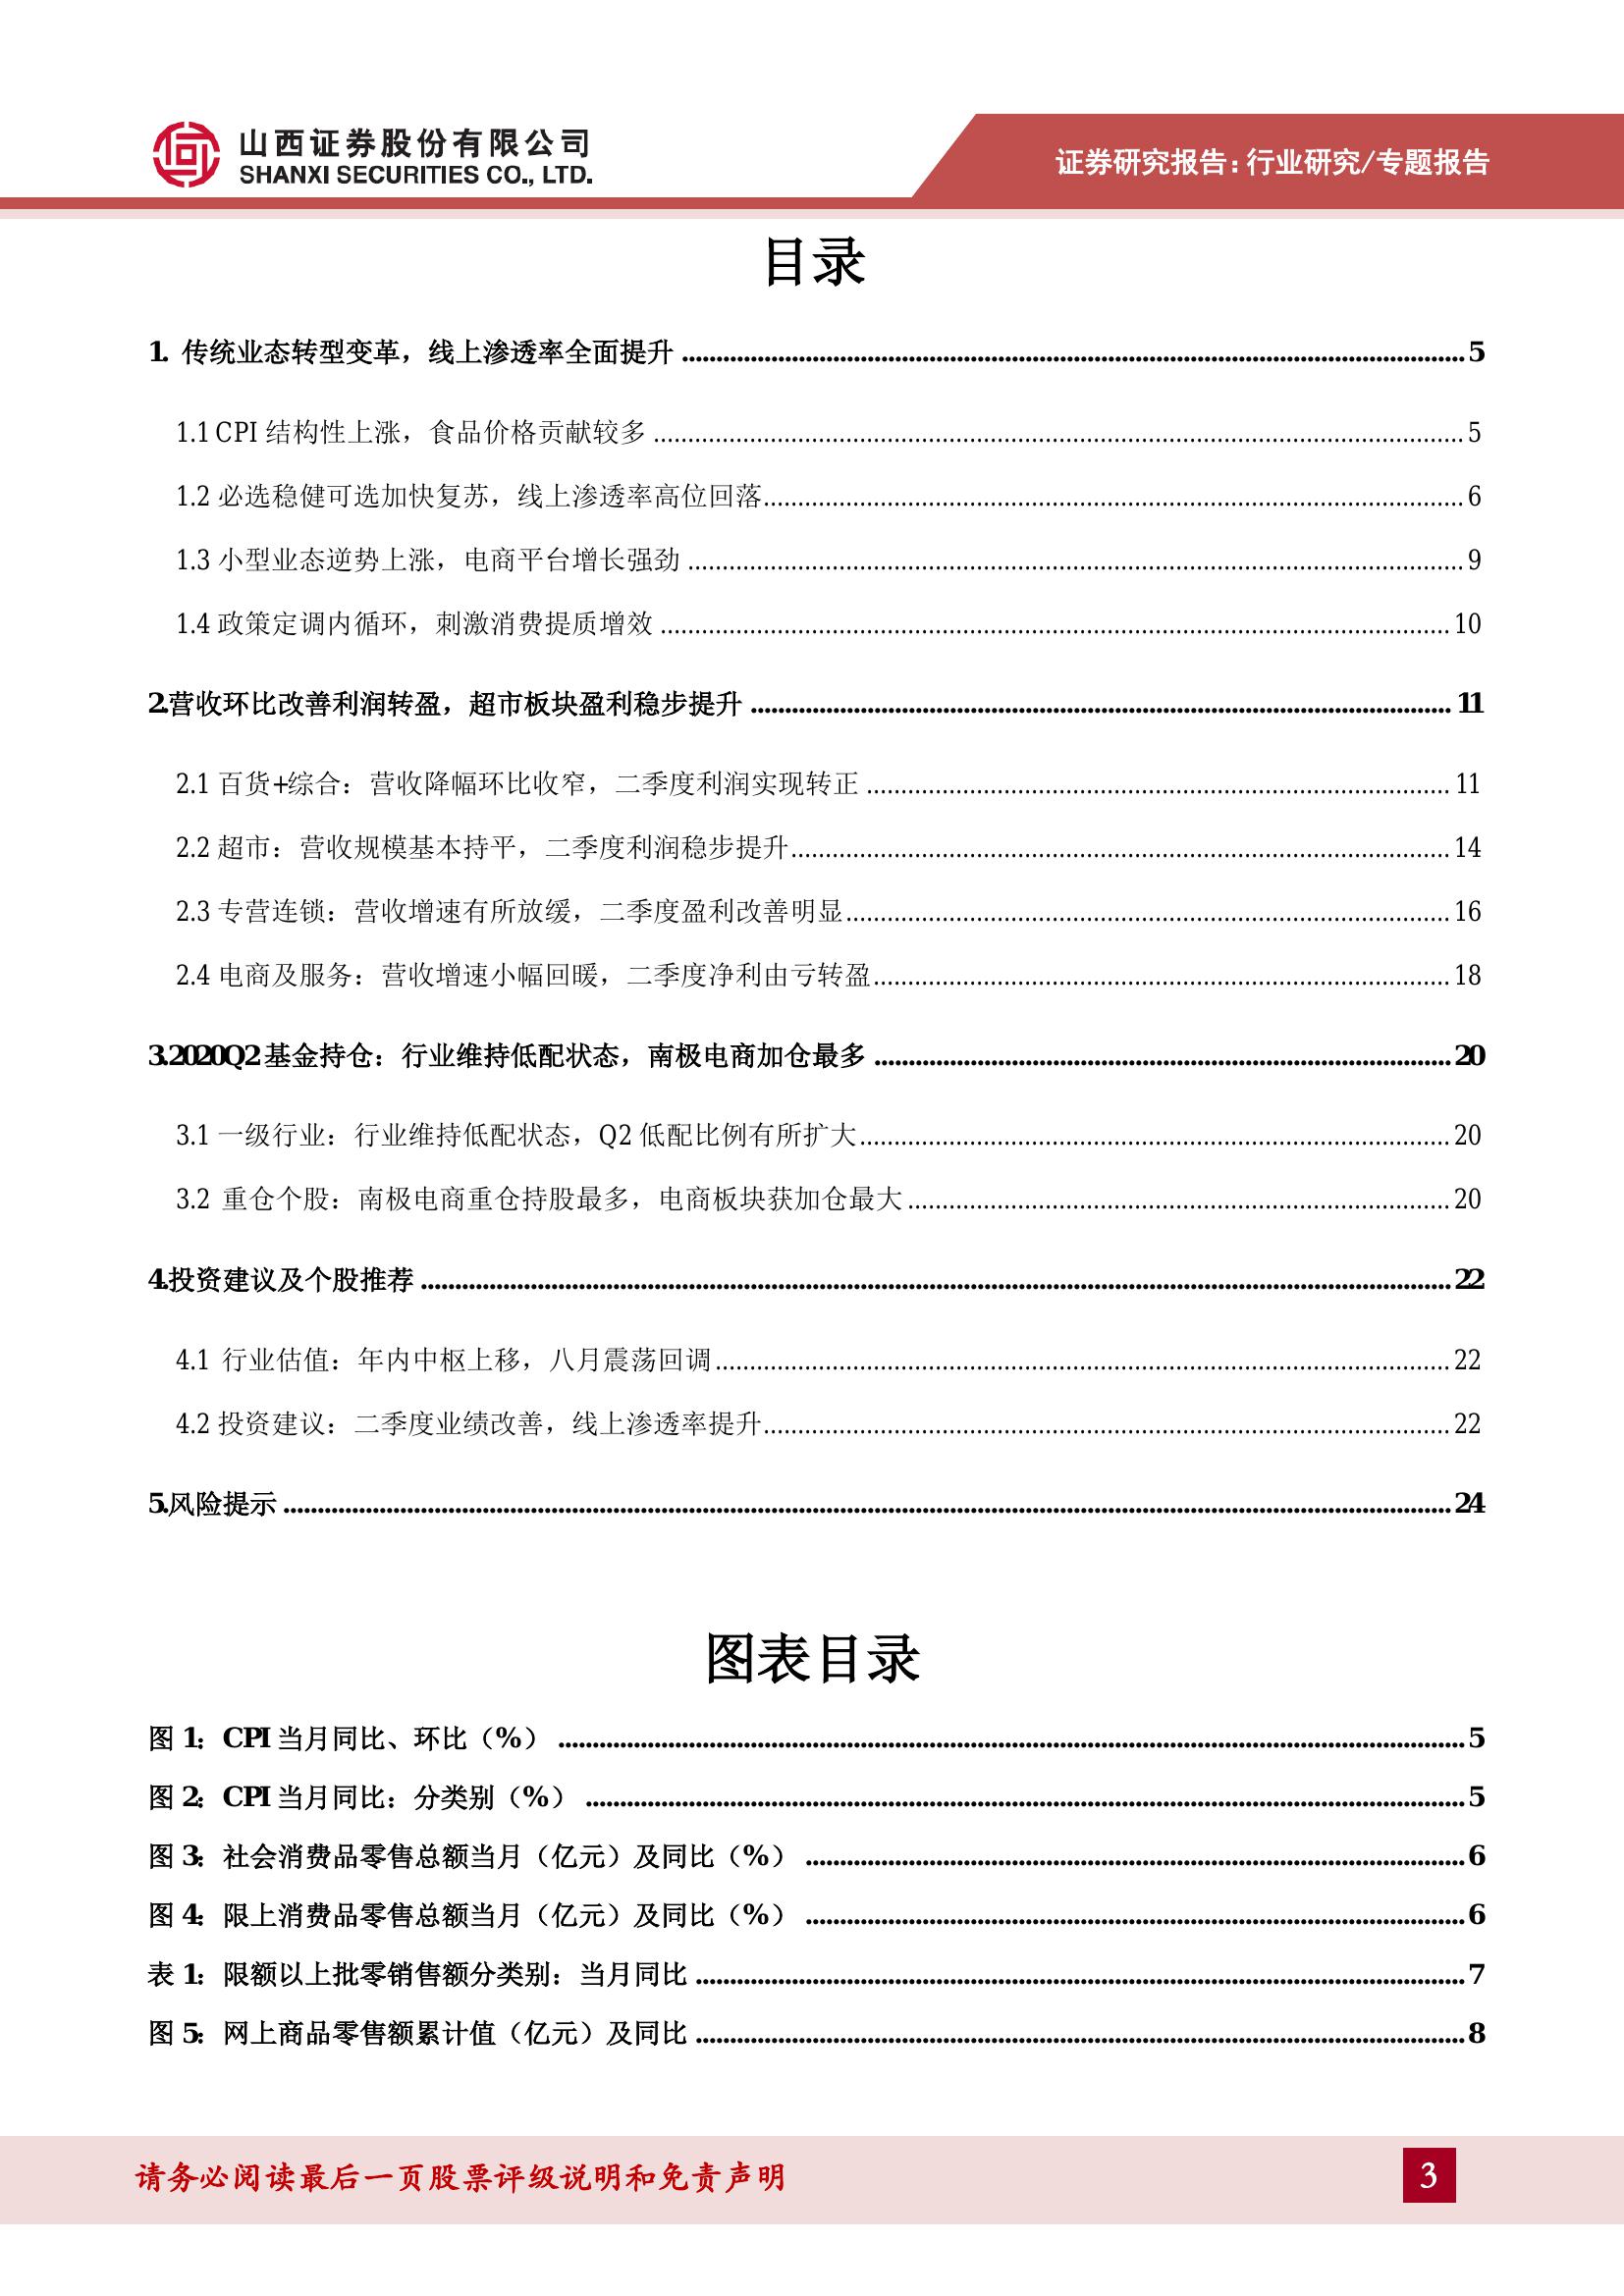 山西证券股份有限公司
SHANXI SECURITIES CO., LTD.
证券研究报告:行业研究/专题报告
目录
1. 传统业态转型变革，线上渗透率全面提升 ........ 5
1.1 CPI 结构性上涨，食品价格贡献较多 ........ 5
1.2 必选稳健可选加快复苏，线上渗透率高位回落 ........ 6
1.3 小型业态逆势上涨，电商平台增长强劲 ........ 9
1.4 政策定调内循环，刺激消费提质增效 ........ 10
2.营收环比改善利润转盈，超市板块盈利稳步提升 ........ 11
2.1 百货+综合：营收降幅环比收窄，二季度利润实现转正 ........ 11
2.2 超市：营收规模基本持平，二季度利润稳步提升 ........ 14
2.3 专营连锁：营收增速有所放缓，二季度盈利改善明显 ........ 16
2.4 电商及服务：营收增速小幅回暖，二季度净利由亏转盈 ........ 18
3.2020Q2 基金持仓：行业维持低配状态，南极电商加仓最多 ........ 20
3.1 一级行业：行业维持低配状态，Q2 低配比例有所扩大 ........ 20
3.2 重仓个股：南极电商重仓持股最多，电商板块获加仓最大 ........ 20
4.投资建议及个股推荐 ........ 22
4.1 行业估值：年内中枢上移，八月震荡回调 ........ 22
4.2 投资建议：二季度业绩改善，线上渗透率提升 ........ 22
5.风险提示 ........ 24
图表目录
图 1：CPI 当月同比、环比（%） ........ 5
图 2：CPI 当月同比：分类别（%） ........ 5
图 3：社会消费品零售总额当月（亿元）及同比（%） ........ 6
图 4：限上消费品零售总额当月（亿元）及同比（%） ........ 6
表 1：限额以上批零销售额分类别：当月同比 ........ 7
图 5：网上商品零售额累计值（亿元）及同比 ........ 8
请务必阅读最后一页股票评级说明和免责声明
3